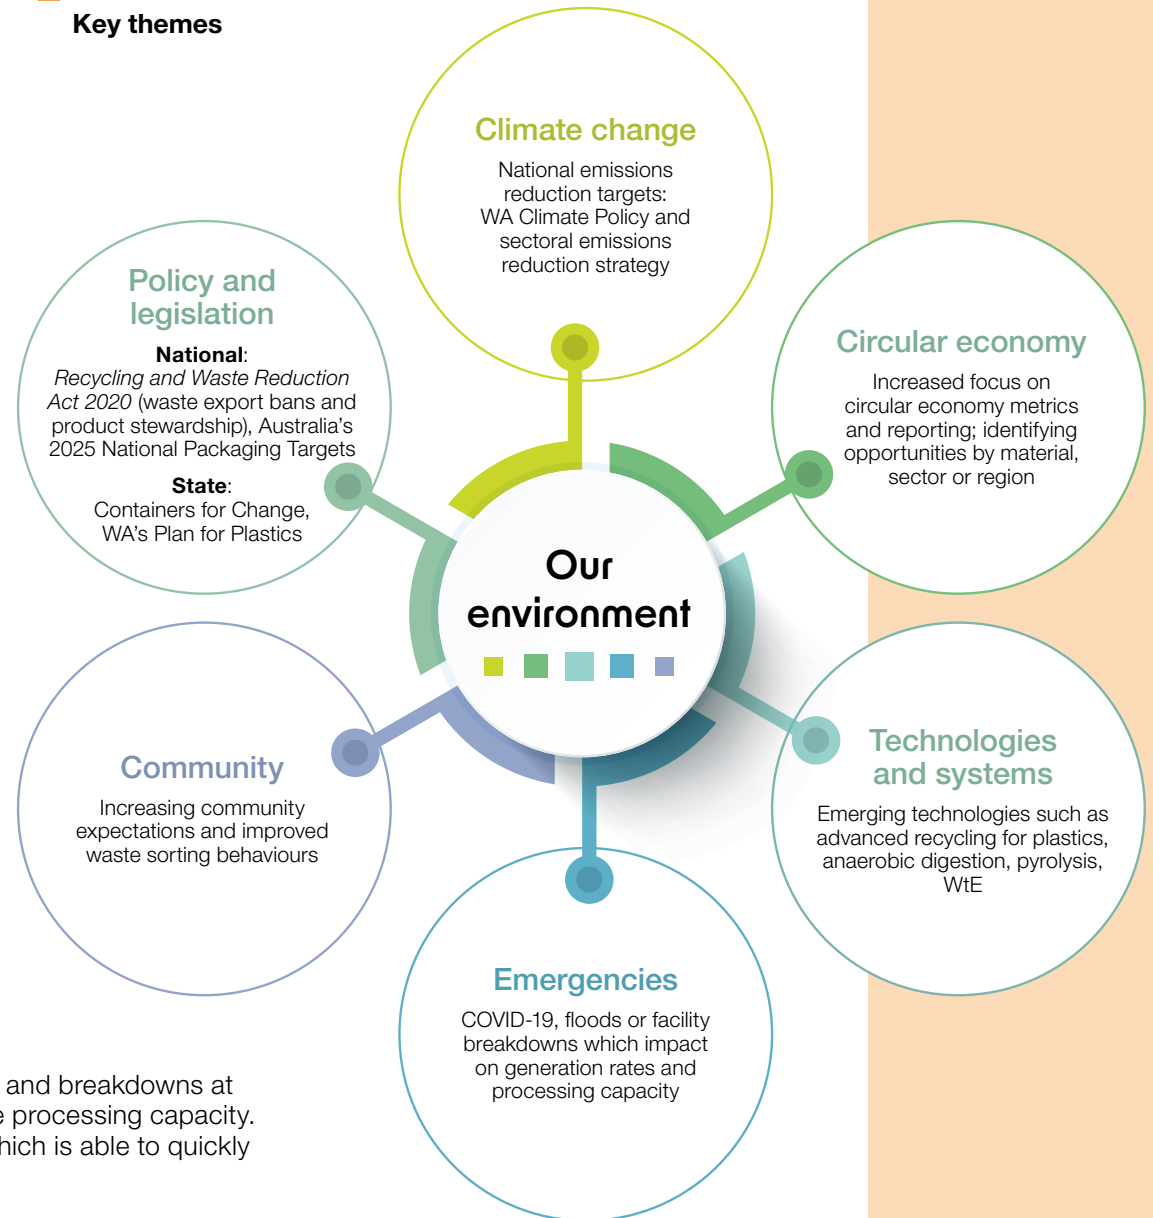 Key themes
Climate change
National emissions
reduction targets:
WA Climate Policy and
sectoral emissions
reduction strategy
Policy and
legislation
National:
Recycling and Waste Reduction
Act 2020 (waste export bans and
product stewardship), Australia's
2025 National Packaging Targets
State:
Containers for Change,
WA's Plan for Plastics
Circular economy
Increased focus on
circular economy metrics
and reporting; identifying
opportunities by material,
sector or region
Our
environment
Community
Increasing community
expectations and improved
waste sorting behaviours
Technologies
and systems
Emerging technologies such as
advanced recycling for plastics,
anaerobic digestion, pyrolysis,
WtE
Emergencies
COVID-19, floods or facility
breakdowns which impact
on generation rates and
processing capacity
and breakdowns at
processing capacity.
is able to quickly